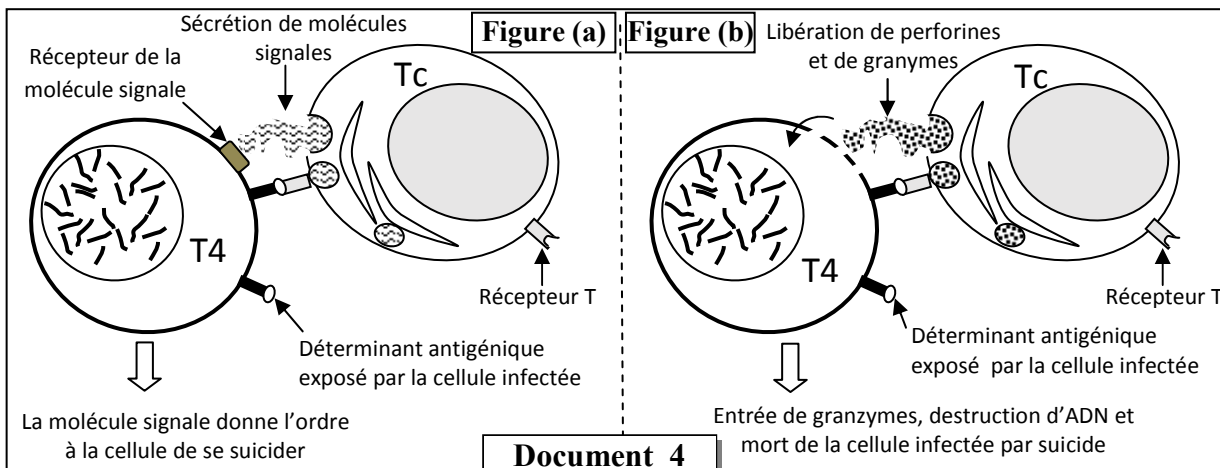 Figure (a)
Sécrétion de molécules
signales
Récepteur de la
molécule signale
Tc
T4
Récepteur T
Déterminant antigénique
exposé par la cellule infectée
La molécule signale donne l'ordre
à la cellule de se suicider
Figure (b)
Libération de perforines
et de granymes
Tc
T4
Récepteur T
Déterminant antigénique
exposé par la cellule infectée
Entrée de granzymes, destruction d'ADN et
mort de la cellule infectée par suicide
Document 4